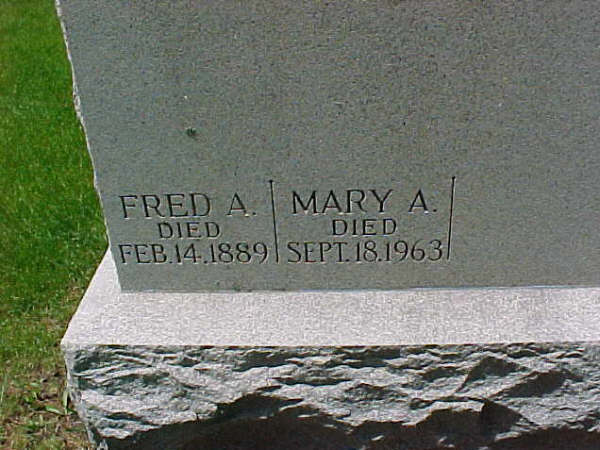 FRED A.
DIED
FEB.14.1889
MARY A.
DIED
SEPT.18.1963